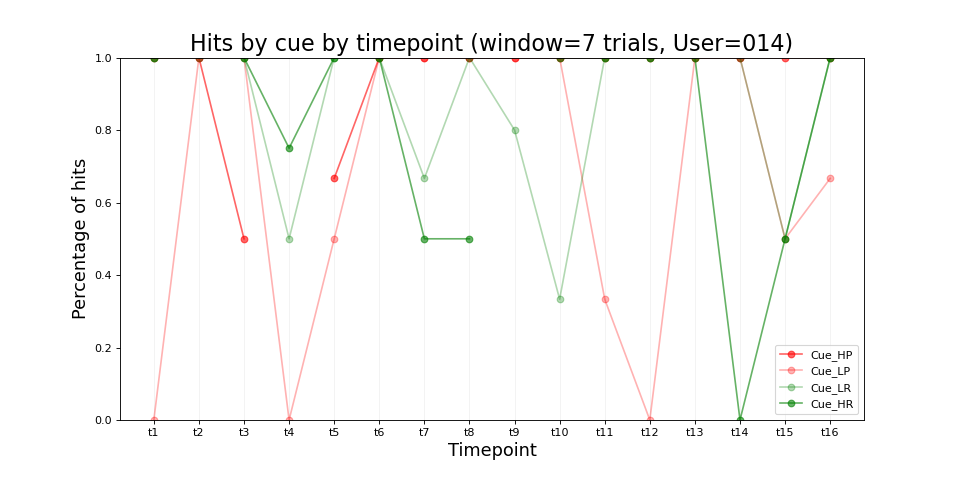 Hits by cue by timepoint (window=7 trials, User=014)
Percentage of hits
1.0
0.8
0.6
0.4
0.2
0.0
t1 t2 t3 t4 t5 t6 t7 t8 t9 t10 t11 t12 t13 t14 t15 t16
Timepoint
Cue_HP
Cue_LP
Cue_LR
Cue_HR